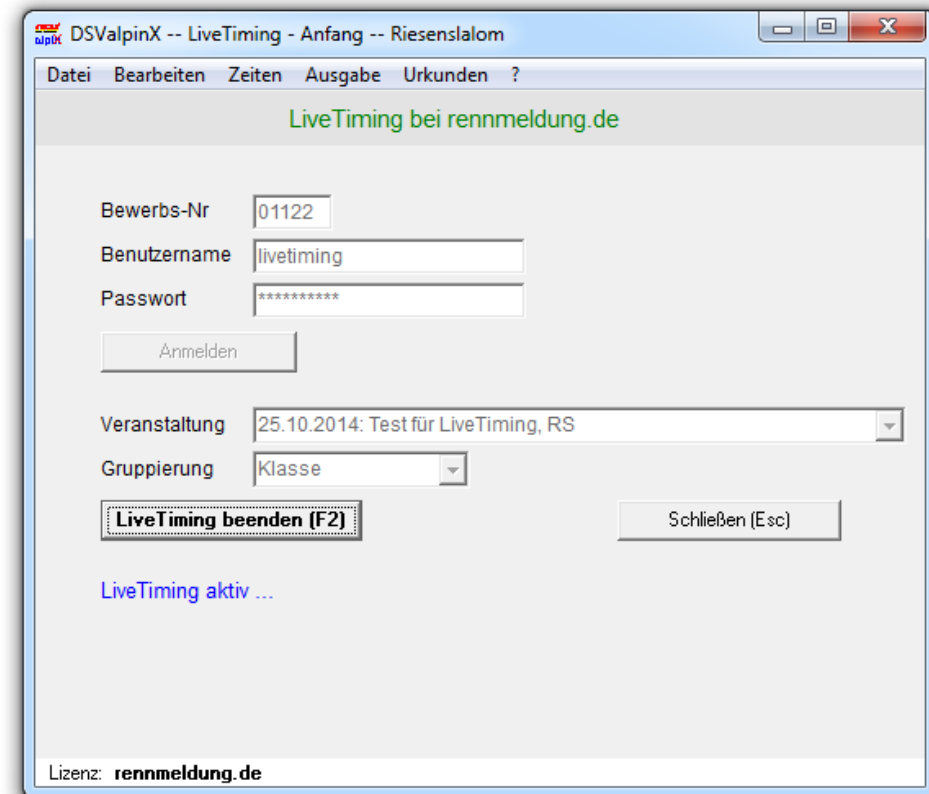 DSValpinX -- LiveTiming - Anfang -- Riesenslalom
Datei Bearbeiten Zeiten Ausgabe Urkunden ?
LiveTiming bei rennmeldung.de
Bewerbs-Nr 01122
Benutzername livetiming
Passwort **********
Anmelden
Veranstaltung 25.10.2014: Test für LiveTiming, RS
Gruppierung Klasse
LiveTiming beenden (F2) Schließen (Esc)
LiveTiming aktiv ...
Lizenz: rennmeldung.de